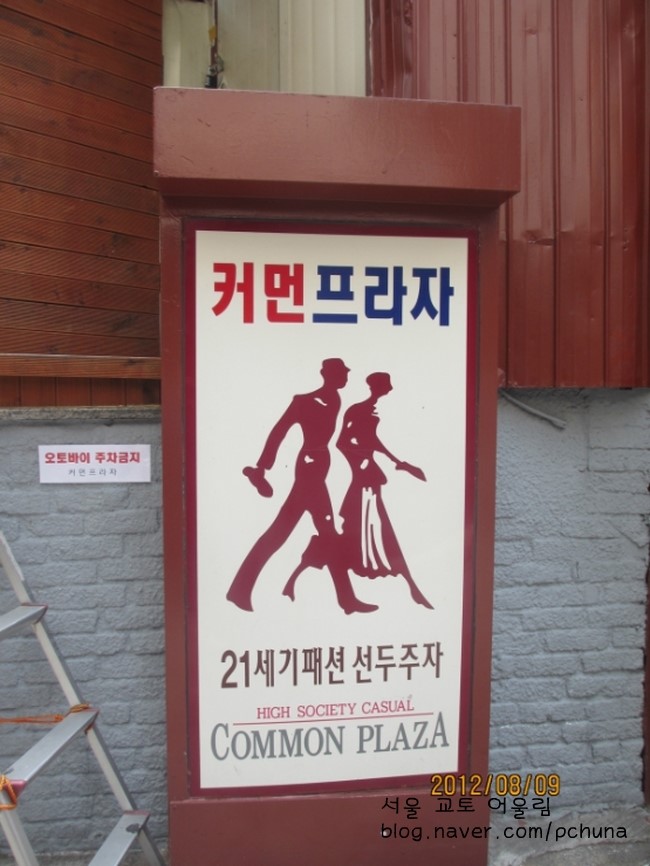 커먼프라자
오토바이 주차금지
커먼프라자
21세기패션 선두주자
HIGH SOCIETY CASUAL
COMMON PLAZA
2012/08/09
서울 교토 어울림
blog.naver.com/pchuna